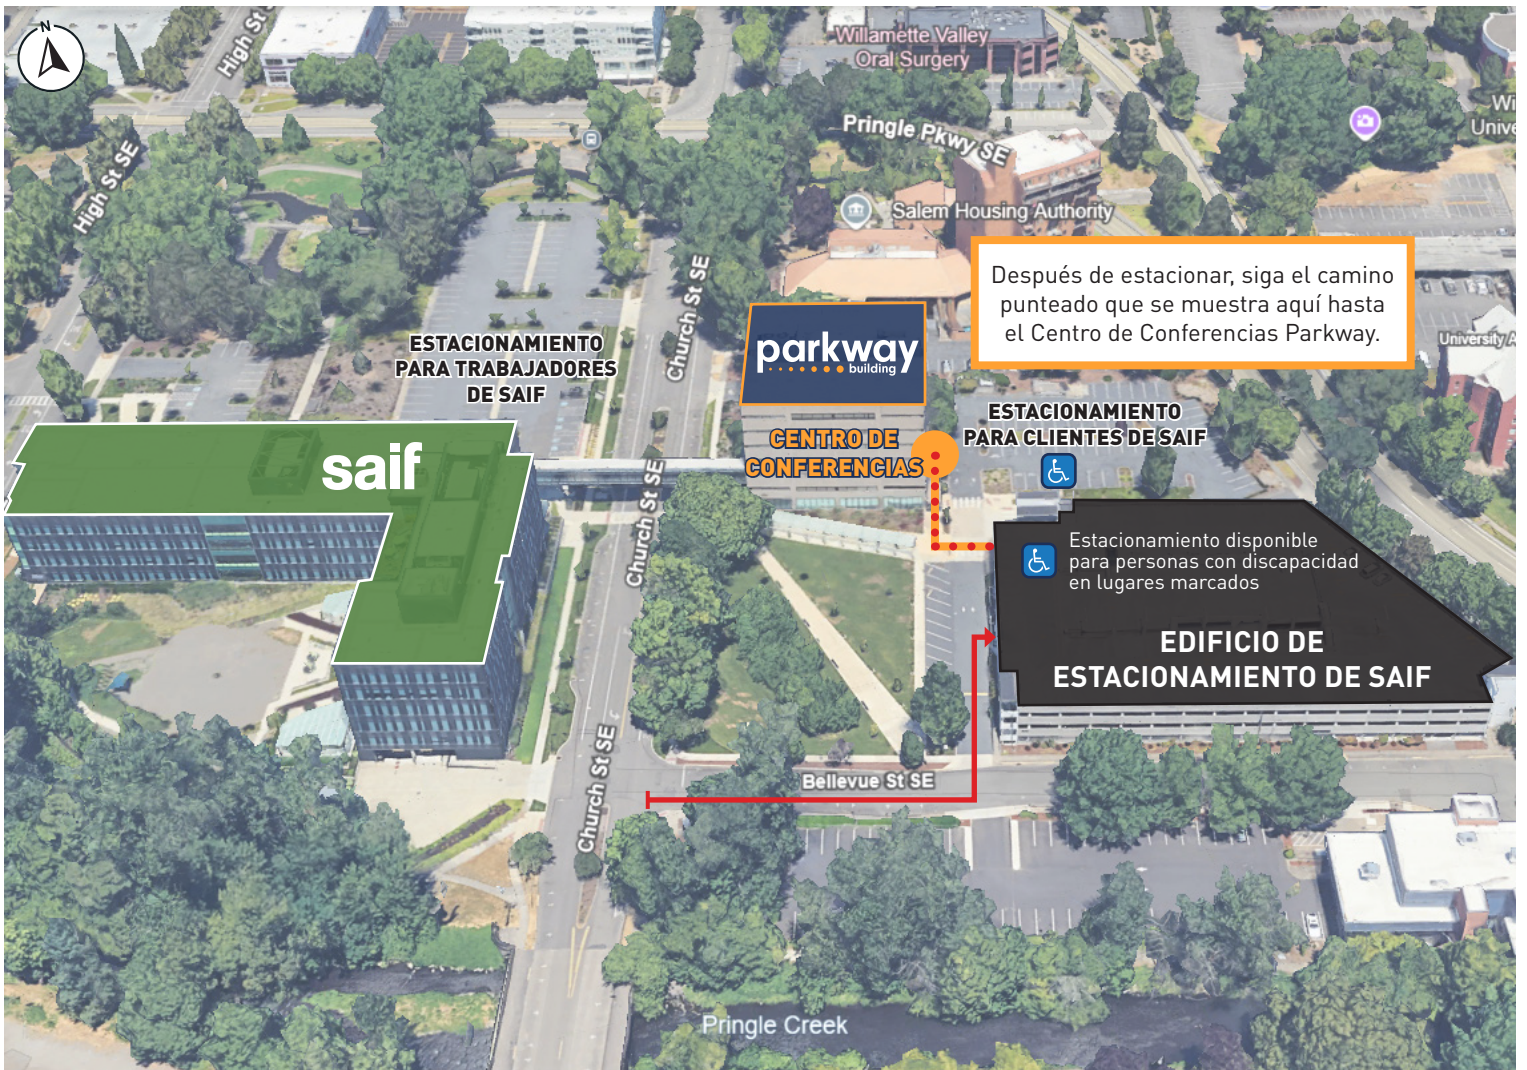 N
High St S
Willamette Valley
Oral Surgery
Pringle Pkwy SE
Wi
Unive
High St SE
Salem Housing Authority
Después de estacionar, siga el camino
punteado que se muestra aquí hasta
el Centro de Conferencias Parkway.
Church St SE
University A
parkway
building
ESTACIONAMIENTO
PARA TRABAJADORES
DE SAIF
ESTACIONAMIENTO
PARA CLIENTES DE SAIF
CENTRO DE
CONFERENCIAS
saif
Church St SE
Estacionamiento disponible
para personas con discapacidad
en lugares marcados
EDIFICIO DE
ESTACIONAMIENTO DE SAIF
Church St SE
Bellevue St SE
Pringle Creek